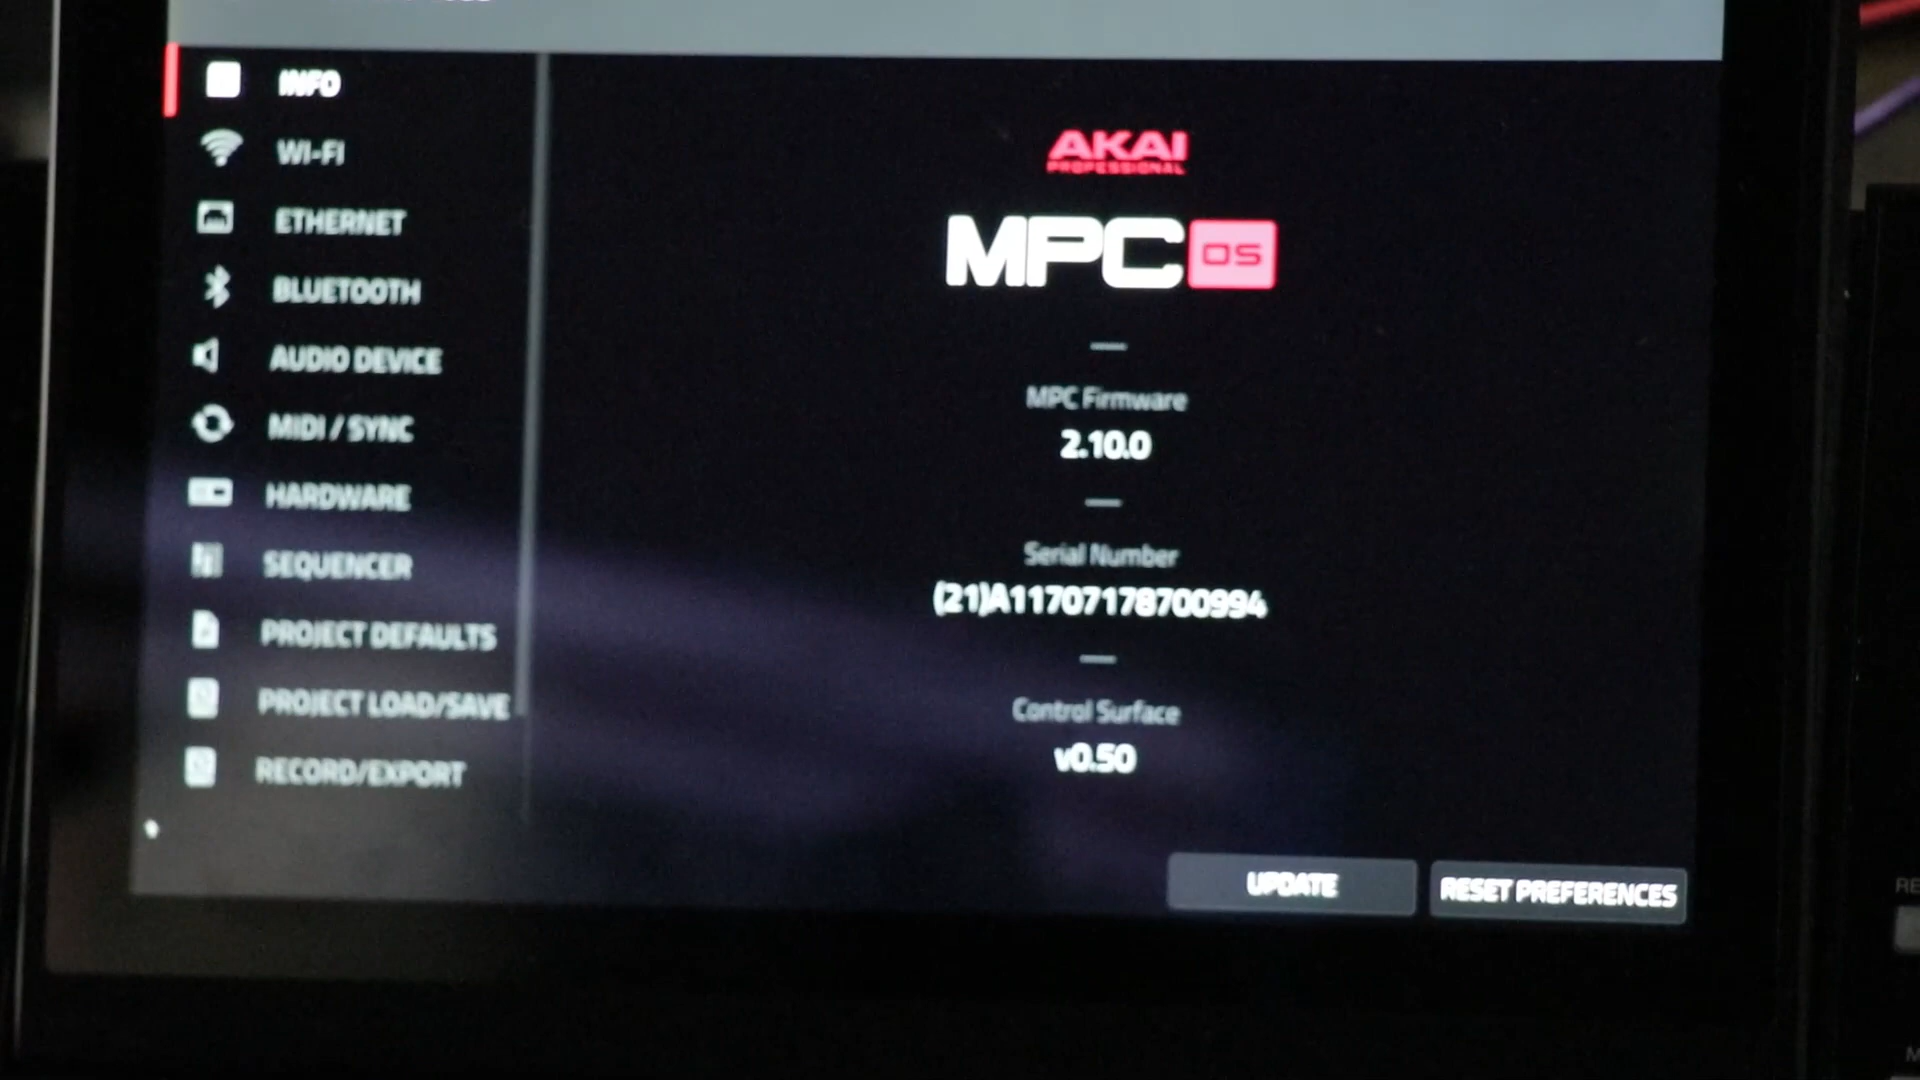 INFO
WI-FI
ETHERNET
BLUETOOTH
AUDIO DEVICE
MIDI / SYNC
HARDWARE
SEQUENCER
PROJECT DEFAULTS
PROJECT LOAD/SAVE
RECORD/EXPORT
AKAI
PROFESSIONAL
MPC OS
MPC Firmware
2.10.0
Serial Number
(21)A11707178700994
Control Surface
v0.50
UPDATE
RESET PREFERENCES